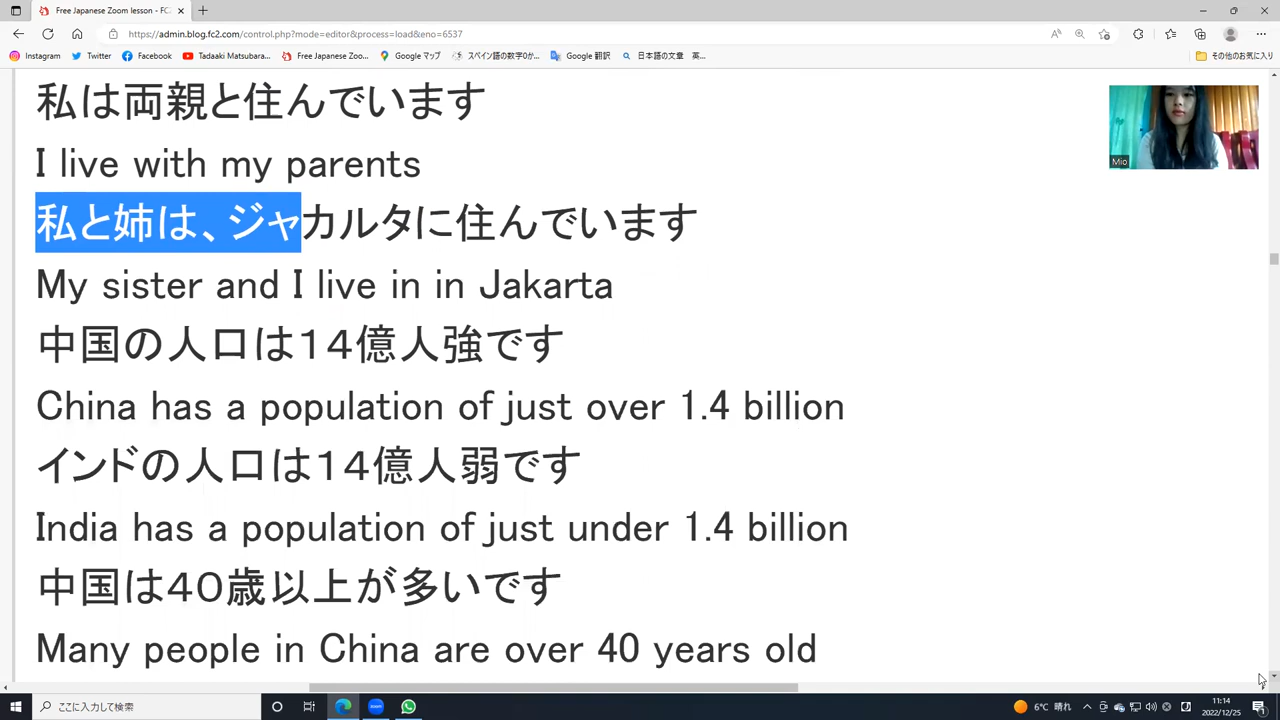 Free Japanese Zoom lesson - FC2
https://admin.blog.fc2.com/control.php?mode=editor&process=load&eno=6537
Instagram Twitter Facebook Tadaaki Matsubara... Free Japanese Zoo... Google マップ スペイン語の数字0か... Google 翻訳 日本語の文章 英... その他のお気に入り
私は両親と住んでいます
I live with my parents
私と姉は、ジャカルタに住んでいます
My sister and I live in in Jakarta
中国の人口は１４億人強です
China has a population of just over 1.4 billion
インドの人口は１４億人弱です
India has a population of just under 1.4 billion
中国は４０歳以上が多いです
Many people in China are over 40 years old
Mio
ここに入力して検索
6°C 晴れ
11:14
2022/12/25